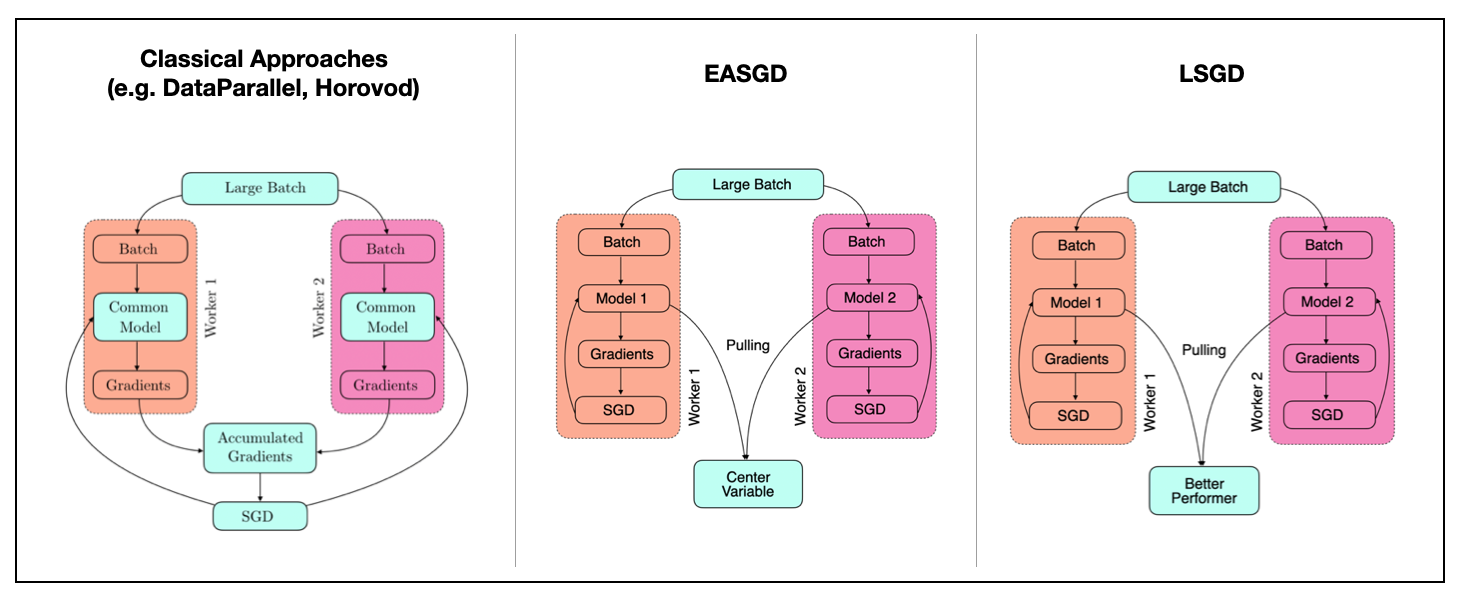 Classical Approaches
(e.g. DataParallel, Horovod)
Large Batch
Batch
Common
Model
Gradients
Worker 1
Batch
Common
Model
Gradients
Worker 2
Accumulated
Gradients
SGD
EASGD
Large Batch
Batch
Model 1
Gradients
SGD
Worker 1
Pulling
Batch
Model 2
Gradients
SGD
Worker 2
Center
Variable
LSGD
Large Batch
Batch
Model 1
Gradients
SGD
Worker 1
Pulling
Batch
Model 2
Gradients
SGD
Worker 2
Better
Performer